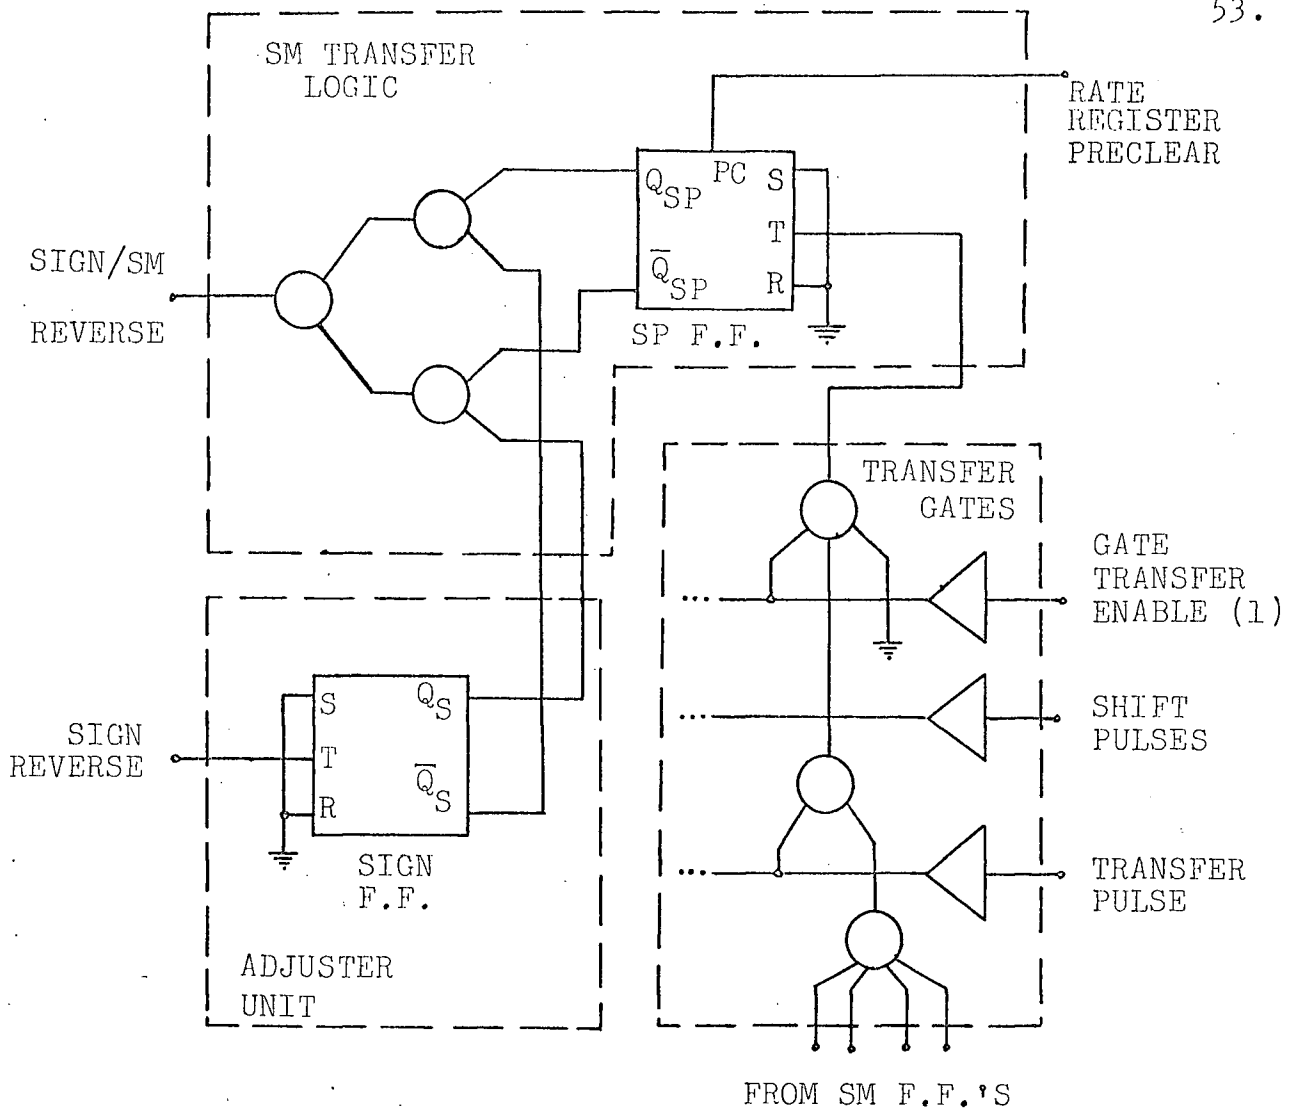 53.
SM TRANSFER
LOGIC
RATE
REGISTER
PRECLEAR
PC
S
Q_SP
T
Q̅_SP
R
SP F.F.
SIGN/SM
REVERSE
TRANSFER
GATES
GATE
TRANSFER
ENABLE (1)
...
SHIFT
PULSES
...
TRANSFER
PULSE
...
SIGN
REVERSE
S
Q_S
T
Q̅_S
R
SIGN
F.F.
ADJUSTER
UNIT
FROM SM F.F.'S